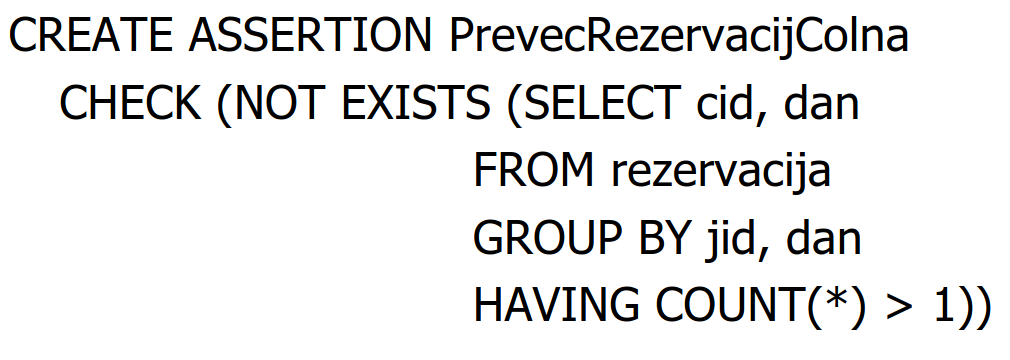 CREATE ASSERTION PrevecRezervacijColna
CHECK (NOT EXISTS (SELECT cid, dan
FROM rezervacija
GROUP BY jid, dan
HAVING COUNT(*) > 1))